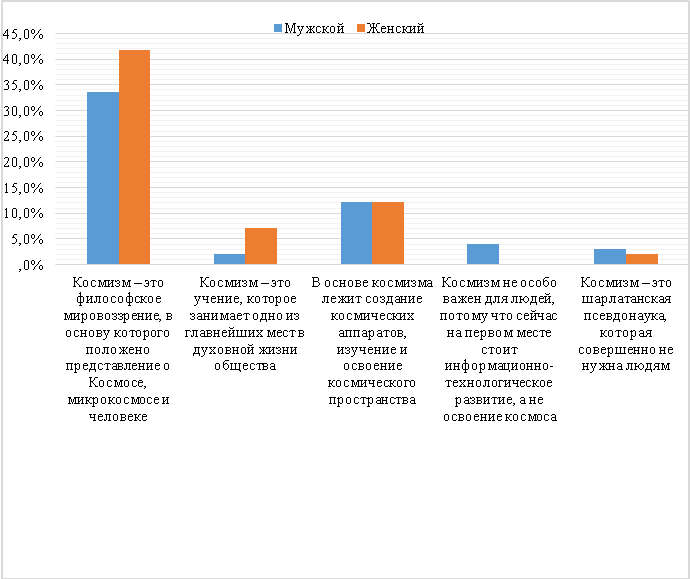 Мужской Женский
45,0%
40,0%
35,0%
30,0%
25,0%
20,0%
15,0%
10,0%
5,0%
,0%
Космизм – это
философское
мировоззрение, в
основу которого
положено
представление о
Космосе,
микрокосмосе и
человеке
Космизм – это
учение, которое
занимает одно из
главнейших мест в
духовной жизни
общества
В основе космизма
лежит создание
космических
аппаратов,
изучение и
освоение
космического
пространства
Космизм не особо
важен для людей,
потому что сейчас
на первом месте
стоит
информационно-
технологическое
развитие, а не
освоение космоса
Космизм – это
шарлатанская
псевдонаука,
которая
совершенно не
нужна людям